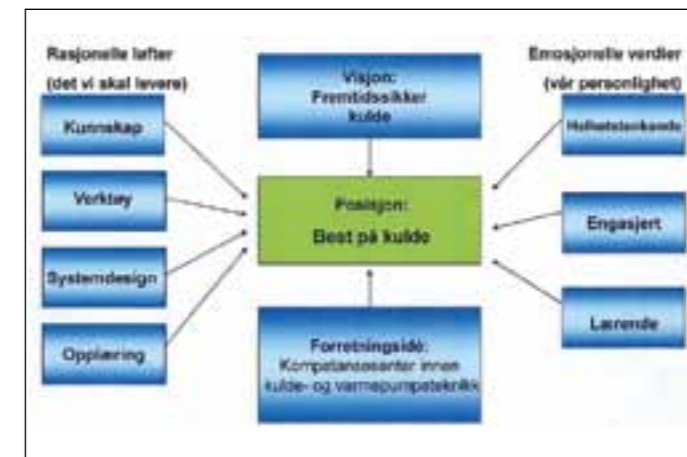 Rasjonelle løfter
(det vi skal levere)
Kunnskap
Verktøy
Systemdesign
Opplæring
Visjon:
Fremtidssikker
kulde
Posisjon:
Best på kulde
Forretningsidé:
Kompetansesenter innen
kulde- og varmepumpeteknikk
Emosjonelle verdier
(vår personlighet)
Helhetstenkende
Engasjert
Lærende